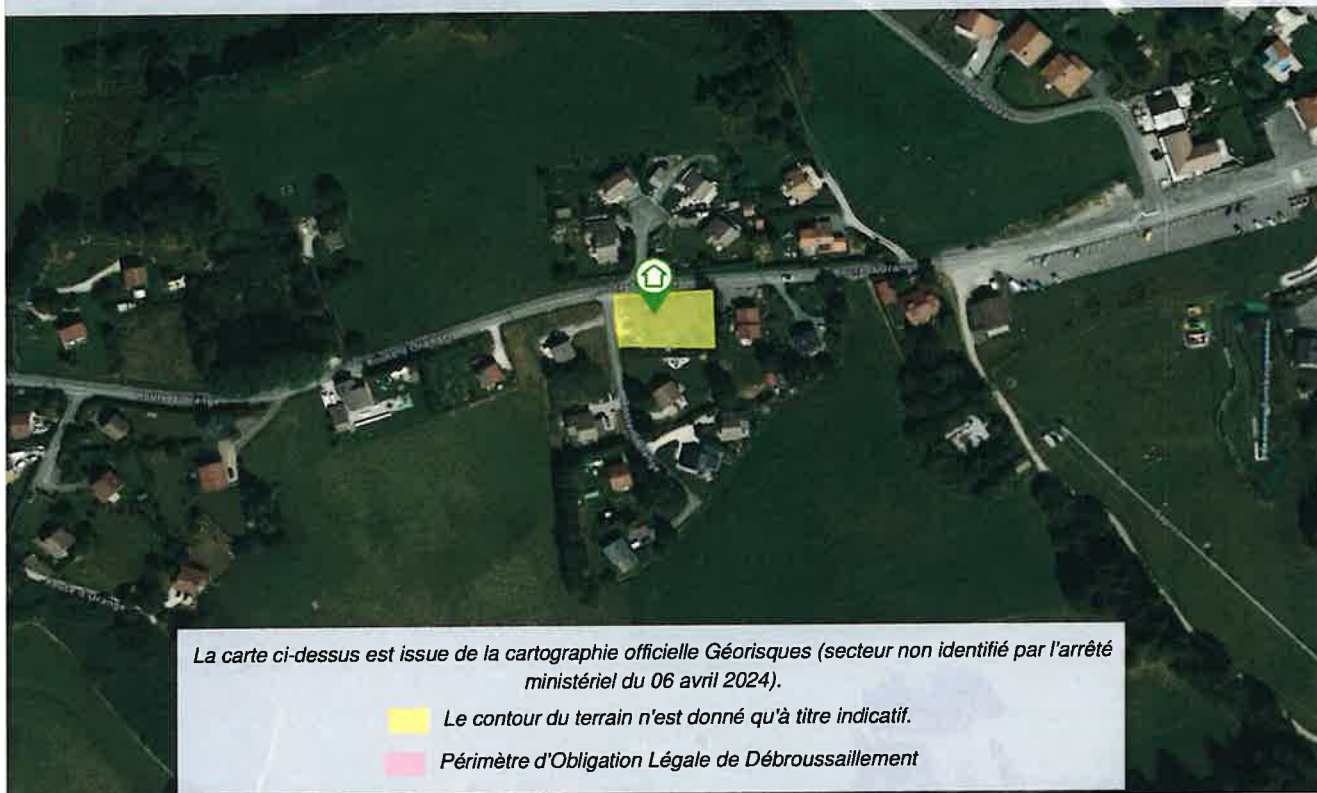 La carte ci-dessus est issue de la cartographie officielle Géorisques (secteur non identifié par l'arrêté
ministériel du 06 avril 2024).
Le contour du terrain n'est donné qu'à titre indicatif.
Périmètre d'Obligation Légale de Débroussaillement